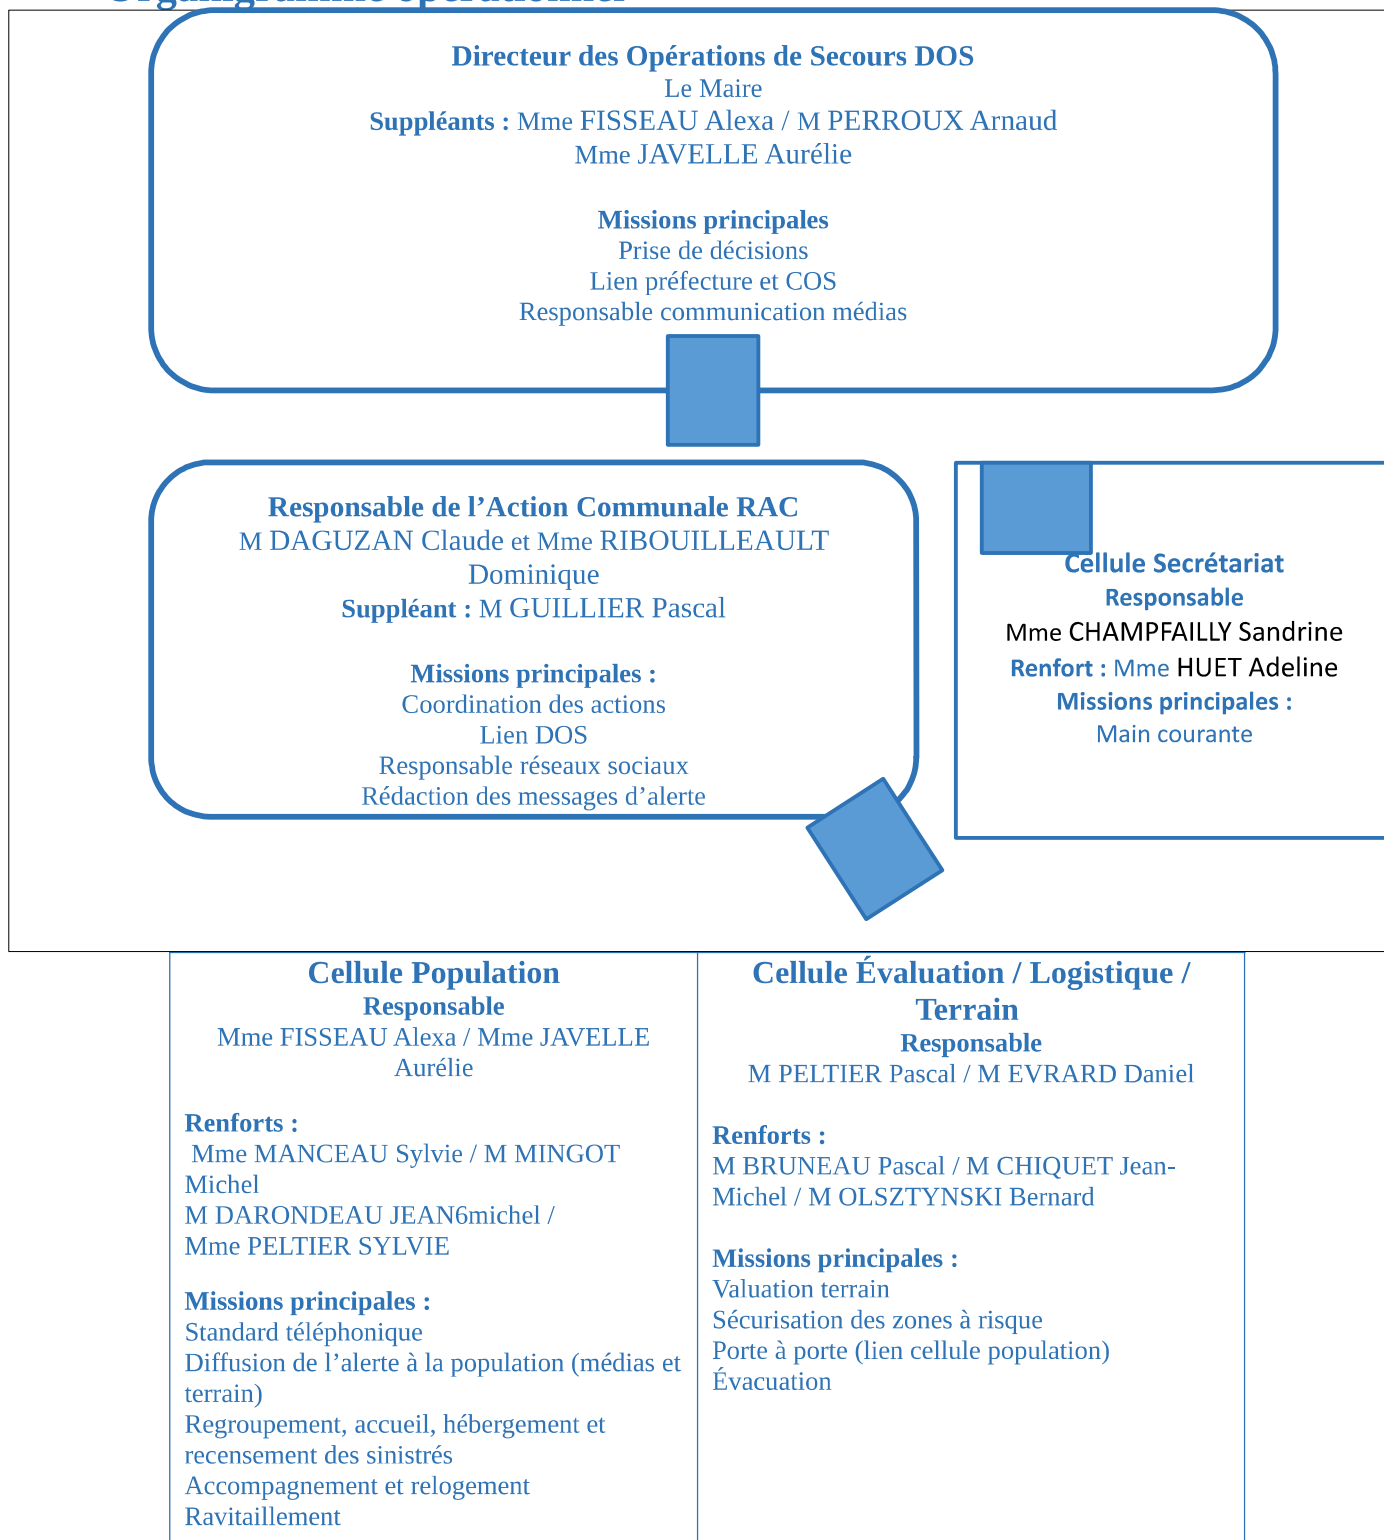 Organigramme opérationnel
Directeur des Opérations de Secours DOS
Le Maire
Suppléants : Mme FISSEAU Alexa / M PERROUX Arnaud
Mme JAVELLE Aurélie
Missions principales
Prise de décisions
Lien préfecture et COS
Responsable communication médias
Responsable de l’Action Communale RAC
M DAGUZAN Claude et Mme RIBOUILLEAULT
Dominique
Suppléant : M GUILLIER Pascal
Missions principales :
Coordination des actions
Lien DOS
Responsable réseaux sociaux
Rédaction des messages d’alerte
Cellule Secrétariat
Responsable
Mme CHAMPFAILLY Sandrine
Renfort : Mme HUET Adeline
Missions principales :
Main courante
Cellule Population
Responsable
Mme FISSEAU Alexa / Mme JAVELLE
Aurélie
Renforts :
Mme MANCEAU Sylvie / M MINGOT
Michel
M DARONDEAU JEAN6michel /
Mme PELTIER SYLVIE
Missions principales :
Standard téléphonique
Diffusion de l’alerte à la population (médias et
terrain)
Regroupement, accueil, hébergement et
recensement des sinistrés
Accompagnement et relogement
Ravitaillement
Cellule Évaluation / Logistique /
Terrain
Responsable
M PELTIER Pascal / M EVRARD Daniel
Renforts :
M BRUNEAU Pascal / M CHIQUET Jean-
Michel / M OLSZTYNSKI Bernard
Missions principales :
Valuation terrain
Sécurisation des zones à risque
Porte à porte (lien cellule population)
Évacuation